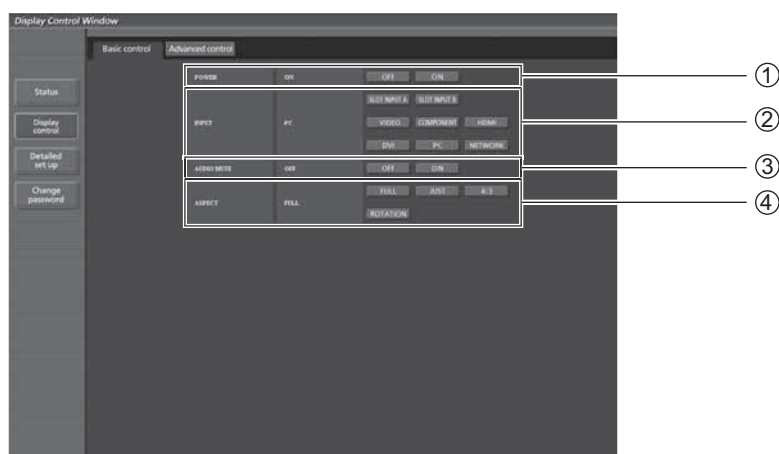 Display Control Window
Basic control
Advanced control
Status
Display control
Detailed set up
Change password
POWER ON OFF ON
INPUT PC SLOT INPUT A SLOT INPUT B
VIDEO COMPONENT HDMI
DVI PC NETWORK
AUDIO MUTE OFF OFF ON
ASPECT FULL FULL JUST 4:3
ROTATION
①
②
③
④